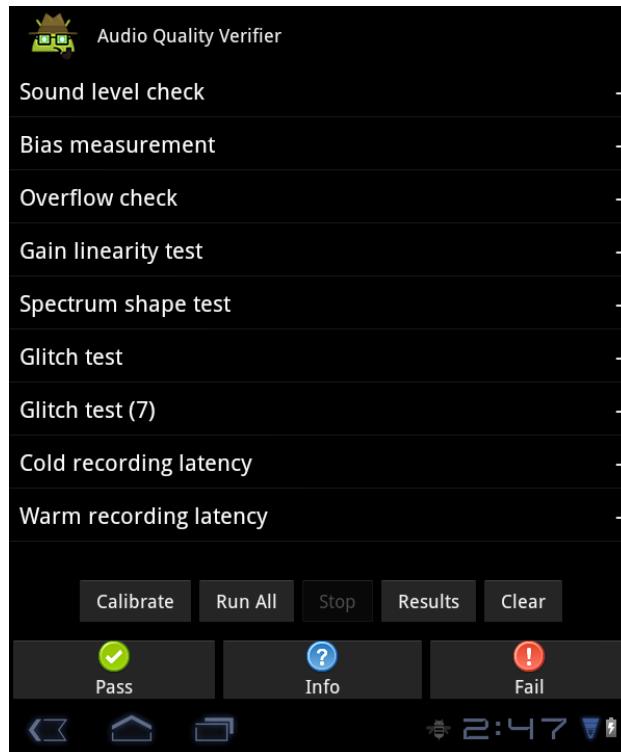 Audio Quality Verifier
Sound level check -
Bias measurement -
Overflow check -
Gain linearity test -
Spectrum shape test -
Glitch test -
Glitch test (7) -
Cold recording latency -
Warm recording latency -
Calibrate Run All Stop Results Clear
Pass Info Fail
2:47